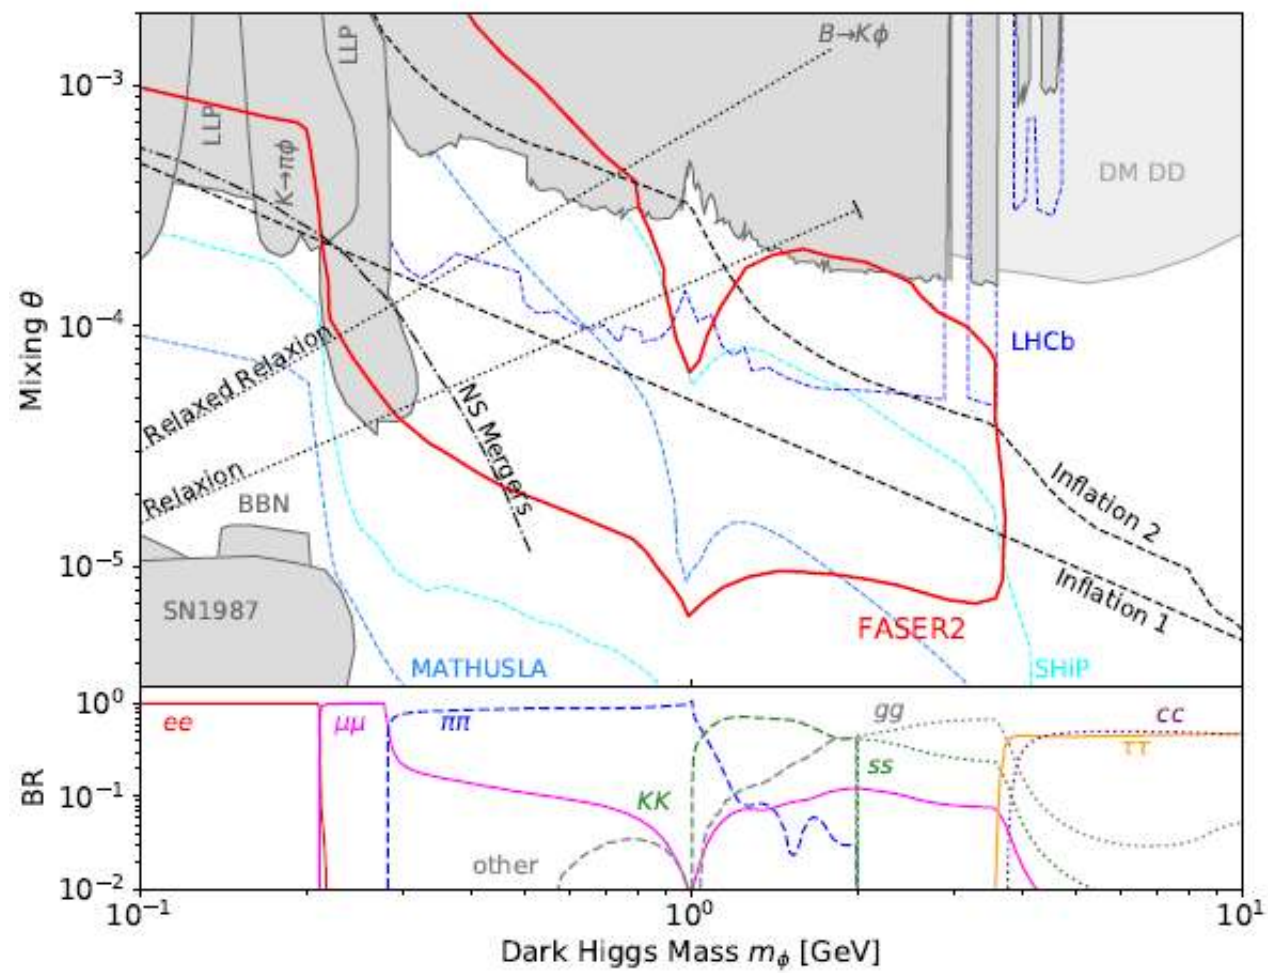 LLP
LLP
K→πϕ
B→Kϕ
DM DD
10⁻³
10⁻⁴
10⁻⁵
Mixing θ
LHCb
Relaxed Relaxion
Relaxion
NS Mergers
BBN
SN1987
Inflation 2
Inflation 1
FASER2
MATHUSLA
SHiP
10⁰
10⁻¹
10⁻²
BR
ee
μμ
ππ
KK
other
gg
ss
cc
ττ
10⁻¹
10⁰
10¹
Dark Higgs Mass mϕ [GeV]